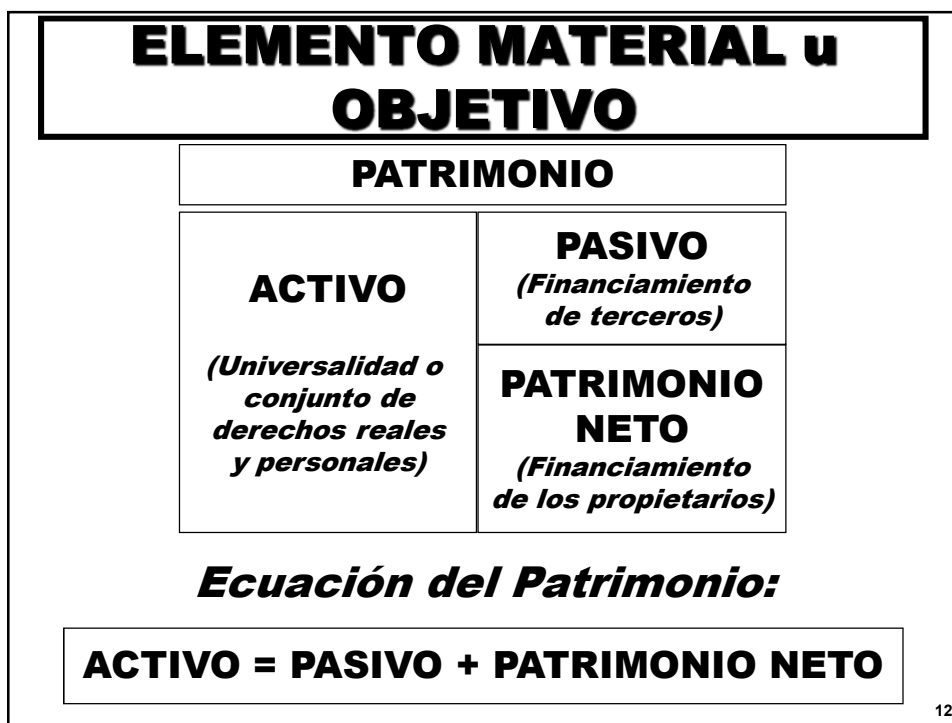 ELEMENTO MATERIAL u
OBJETIVO
PATRIMONIO
ACTIVO
(Universalidad o
conjunto de
derechos reales
y personales)
PASIVO
(Financiamiento
de terceros)
PATRIMONIO
NETO
(Financiamiento
de los propietarios)
Ecuación del Patrimonio:
ACTIVO = PASIVO + PATRIMONIO NETO
12